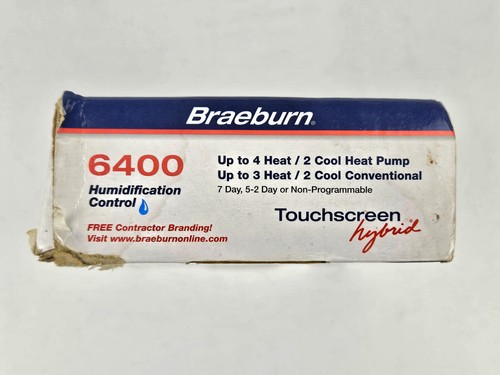 Braeburn®
6400
Humidification
Control
FREE Contractor Branding!
Visit www.braeburnonline.com
Up to 4 Heat / 2 Cool Heat Pump
Up to 3 Heat / 2 Cool Conventional
7 Day, 5-2 Day or Non-Programmable
Touchscreen
hybrid